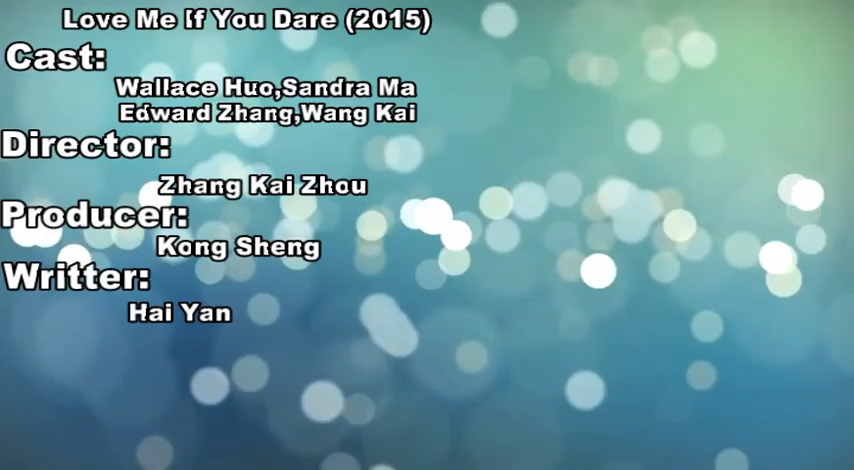 Love Me If You Dare (2015)
Cast:
Wallace Huo,Sandra Ma
Edward Zhang,Wang Kai
Director:
Zhang Kai Zhou
Producer:
Kong Sheng
Writter:
Hai Yan